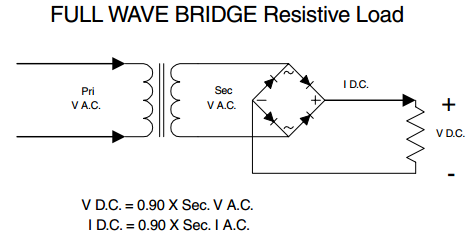 FULL WAVE BRIDGE Resistive Load
Pri
V A.C.
Sec
V A.C.
~
-
+
~
I D.C.
+
V D.C.
-
V D.C. = 0.90 X Sec. V A.C.
I D.C. = 0.90 X Sec. I A.C.